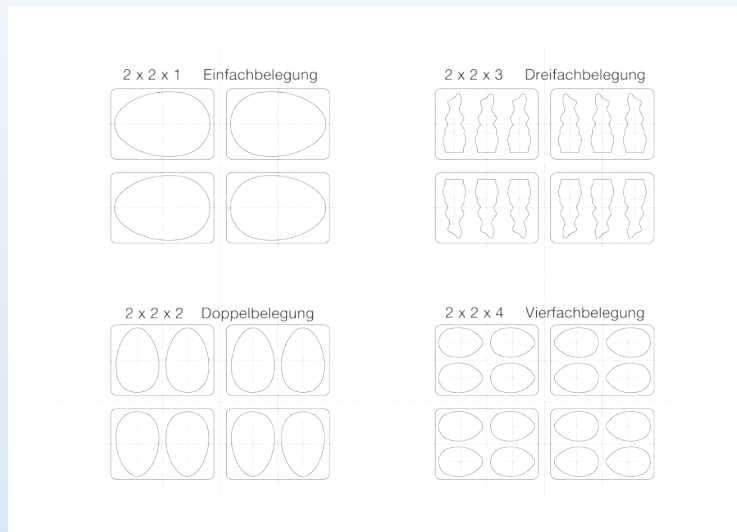 2 x 2 x 1 Einfachbelegung
2 x 2 x 3 Dreifachbelegung
2 x 2 x 2 Doppelbelegung
2 x 2 x 4 Vierfachbelegung